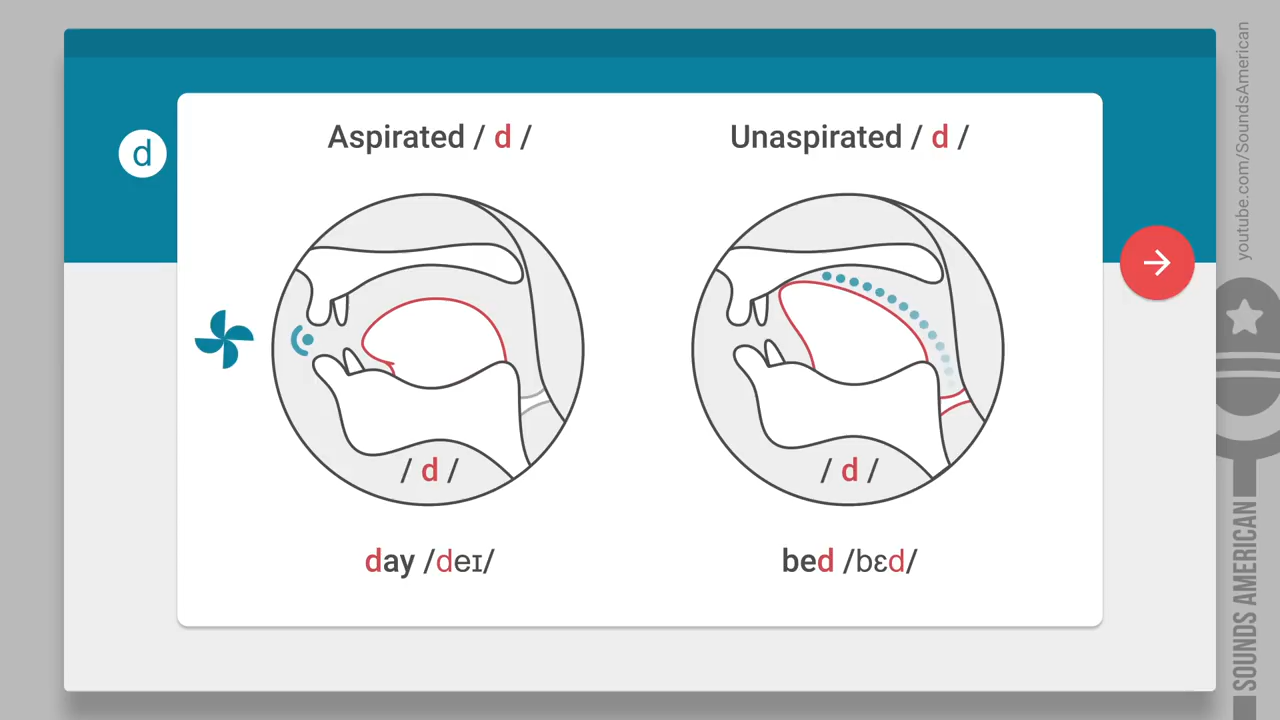 Aspirated / d /
Unaspirated / d /
d
/ d /
/ d /
day /deɪ/
bed /bɛd/
youtube.com/SoundsAmerican
SOUNDS AMERICAN